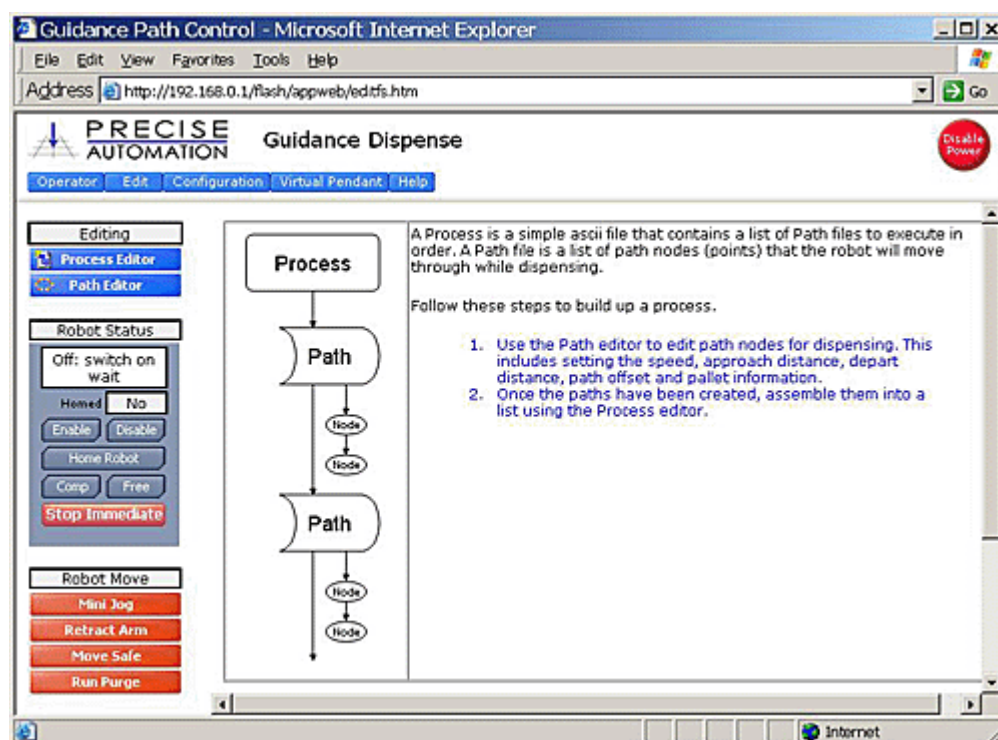 Guidance Path Control - Microsoft Internet Explorer
File Edit View Favorites Tools Help
Address http://192.168.0.1/flash/appweb/editfs.htm Go
PRECISE
AUTOMATION
Guidance Dispense
Disable
Power
Operator Edit Configuration Virtual Pendant Help
Editing
Process Editor
Path Editor
Robot Status
Off: switch on
wait
Homed No
Enable Disable
Home Robot
Comp Free
Stop Immediate
Robot Move
Mini Jog
Retract Arm
Move Safe
Run Purge
Process
Path
Node
Node
Path
Node
Node
A Process is a simple ascii file that contains a list of Path files to execute in
order. A Path file is a list of path nodes (points) that the robot will move
through while dispensing.
Follow these steps to build up a process.
1. Use the Path editor to edit path nodes for dispensing. This
includes setting the speed, approach distance, depart
distance, path offset and pallet information.
2. Once the paths have been created, assemble them into a
list using the Process editor.
Internet